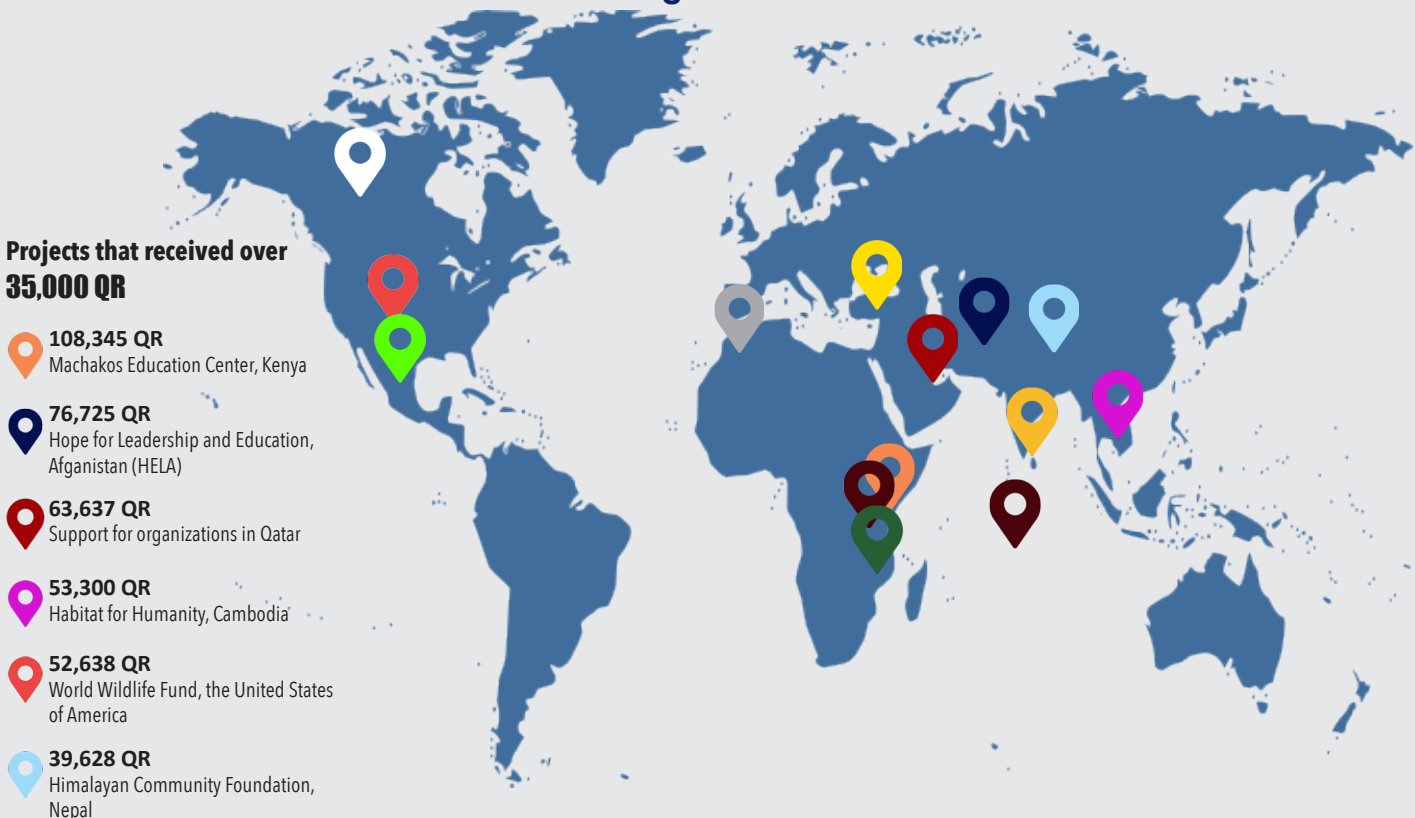 Projects that received over
35,000 QR
108,345 QR
Machakos Education Center, Kenya
76,725 QR
Hope for Leadership and Education,
Afganistan (HELA)
63,637 QR
Support for organizations in Qatar
53,300 QR
Habitat for Humanity, Cambodia
52,638 QR
World Wildlife Fund, the United States
of America
39,628 QR
Himalayan Community Foundation,
Nepal